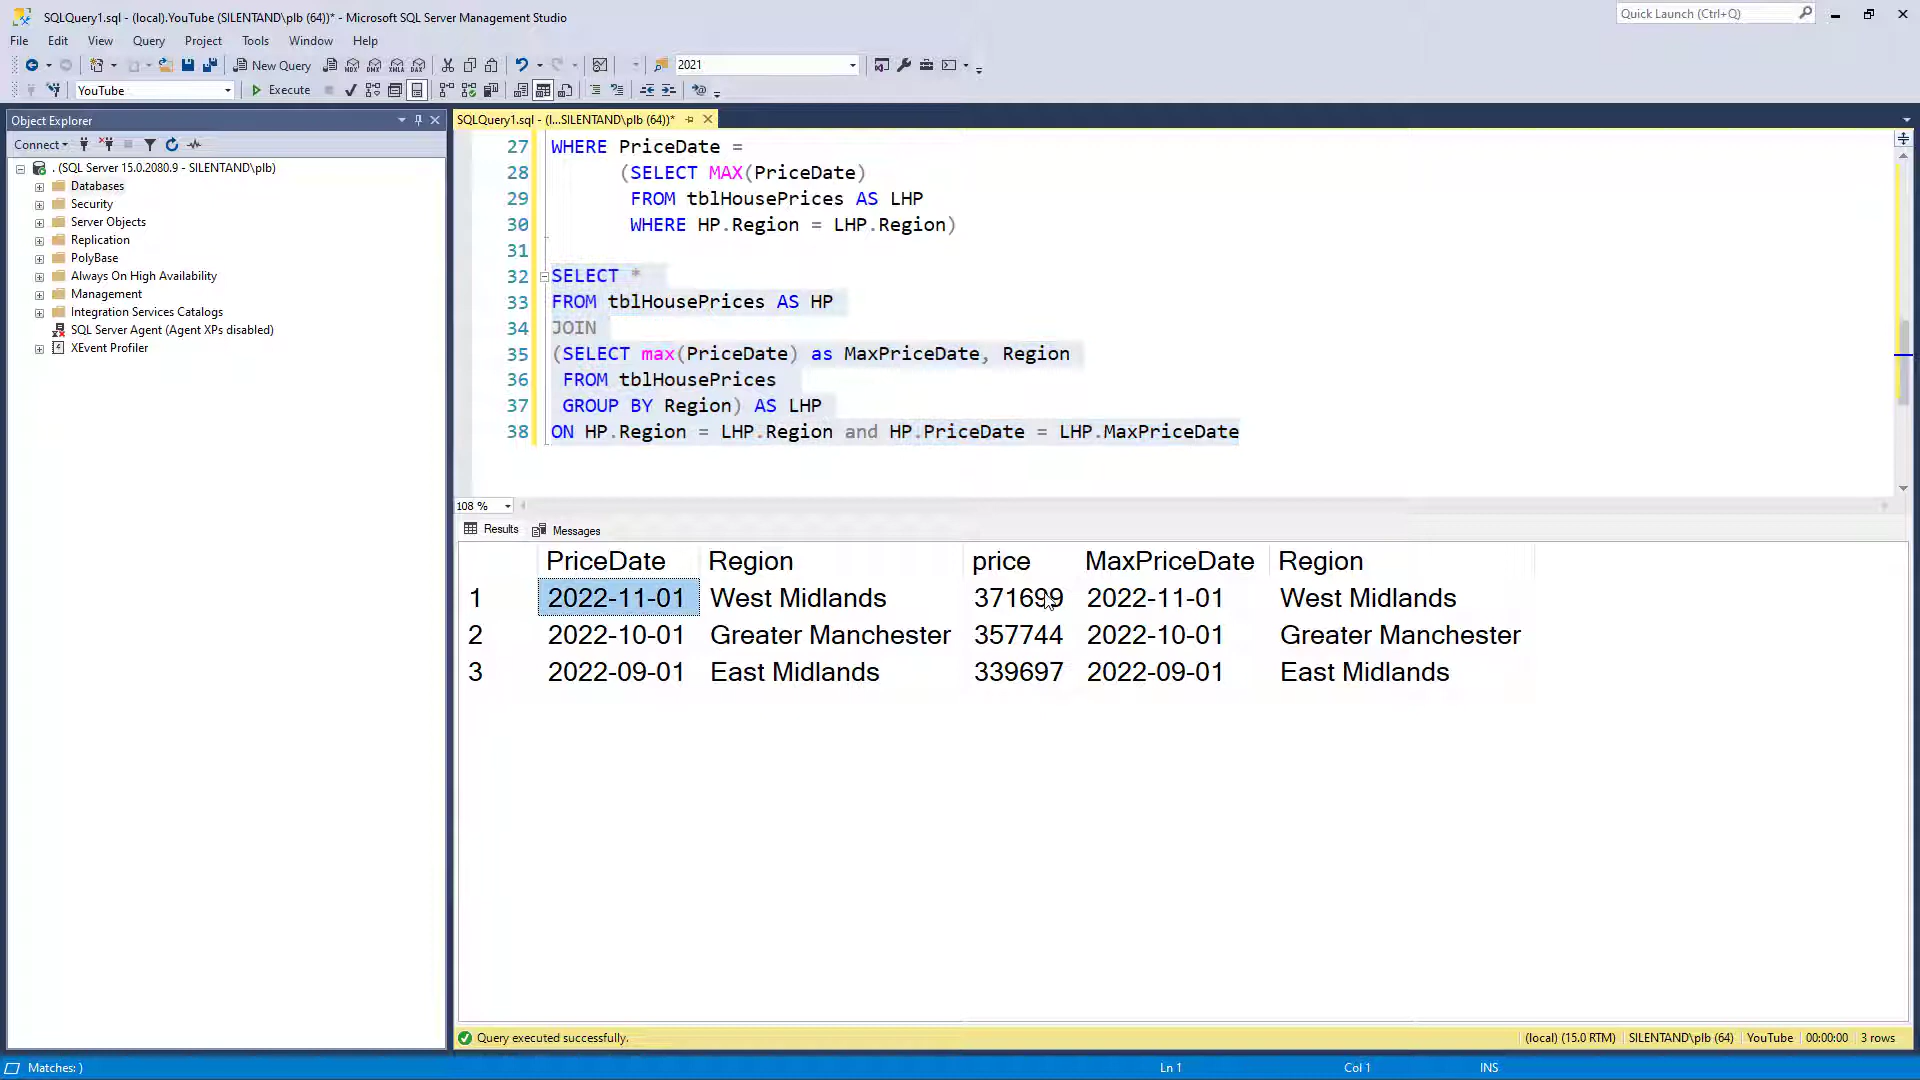 SQLQuery1.sql - (local).YouTube (SILENTAND\plb (64))* - Microsoft SQL Server Management Studio
Quick Launch (Ctrl+Q)
File Edit View Query Project Tools Window Help
New Query
2021
YouTube
Execute
Object Explorer
SQLQuery1.sql - (l...SILENTAND\plb (64))*
Connect
. (SQL Server 15.0.2080.9 - SILENTAND\plb)
Databases
Security
Server Objects
Replication
PolyBase
Always On High Availability
Management
Integration Services Catalogs
SQL Server Agent (Agent XPs disabled)
XEvent Profiler
27 WHERE PriceDate =
28 (SELECT MAX(PriceDate)
29 FROM tblHousePrices AS LHP
30 WHERE HP.Region = LHP.Region)
31
32 SELECT *
33 FROM tblHousePrices AS HP
34 JOIN
35 (SELECT max(PriceDate) as MaxPriceDate, Region
36 FROM tblHousePrices
37 GROUP BY Region) AS LHP
38 ON HP.Region = LHP.Region and HP.PriceDate = LHP.MaxPriceDate
108 %
Results Messages
PriceDate Region price MaxPriceDate Region
1 2022-11-01 West Midlands 371699 2022-11-01 West Midlands
2 2022-10-01 Greater Manchester 357744 2022-10-01 Greater Manchester
3 2022-09-01 East Midlands 339697 2022-09-01 East Midlands
Query executed successfully.
(local) (15.0 RTM) SILENTAND\plb (64) YouTube 00:00:00 3 rows
Matches: )
Ln 1 Col 1 INS